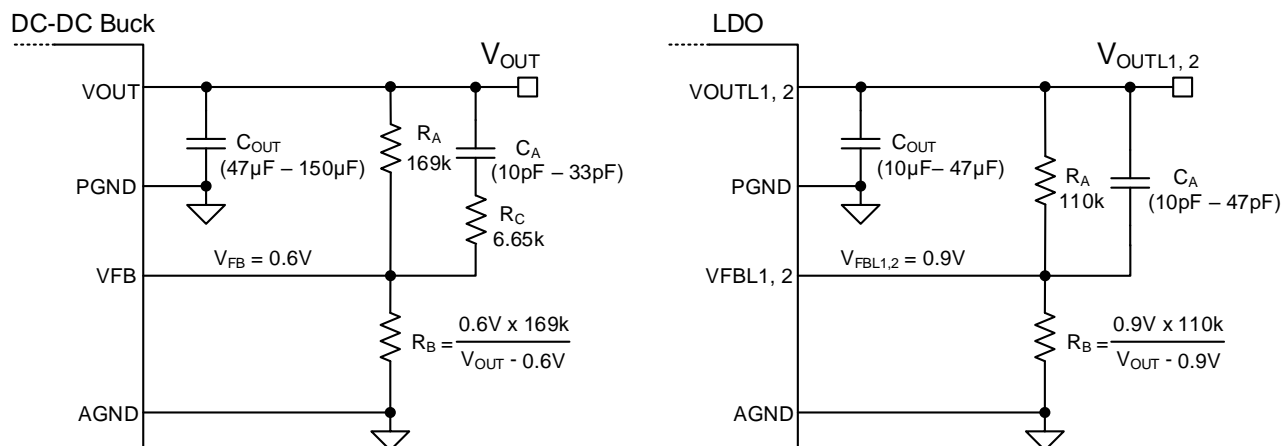 DC-DC Buck
VOUT
VOUT
COUT
(47µF – 150µF)
RA
169k
CA
(10pF – 33pF)
RC
6.65k
PGND
VFB
VFB = 0.6V
RB = 0.6V x 169k
VOUT - 0.6V
AGND
LDO
VOUTL1, 2
VOUTL1, 2
COUT
(10µF – 47µF)
RA
110k
CA
(10pF – 47pF)
PGND
VFBL1, 2
VFBL1,2 = 0.9V
RB = 0.9V x 110k
VOUT - 0.9V
AGND